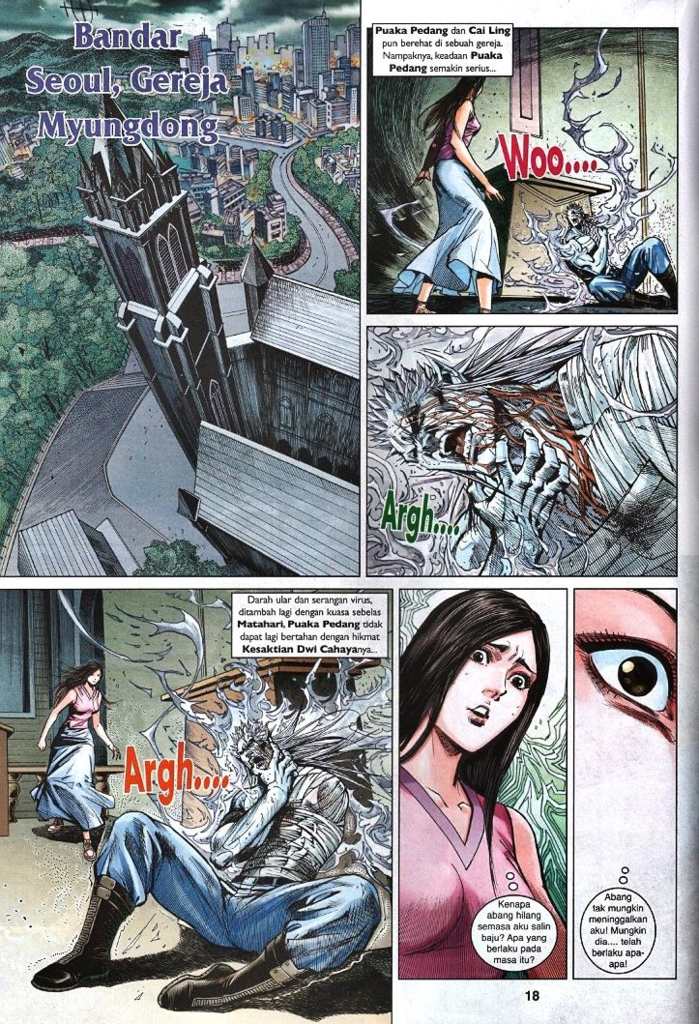 Bandar
Seoul, Gereja
Myungdong
Puaka Pedang dan Cai Ling
pun berehat di sebuah gereja.
Nampaknya, keadaan Puaka
Pedang semakin serius...
Woo....
Argh....
Darah ular dan serangan virus,
ditambah lagi dengan kuasa sebelas
Matahari, Puaka Pedang tidak
dapat lagi bertahan dengan hikmat
Kesaktian Dwi Cahayanya...
Argh....
Kenapa
abang hilang
semasa aku salin
baju? Apa yang
berlaku pada
masa itu?
Abang
tak mungkin
meninggalkan
aku! Mungkin
dia.... telah
berlaku apa-
apa!
18